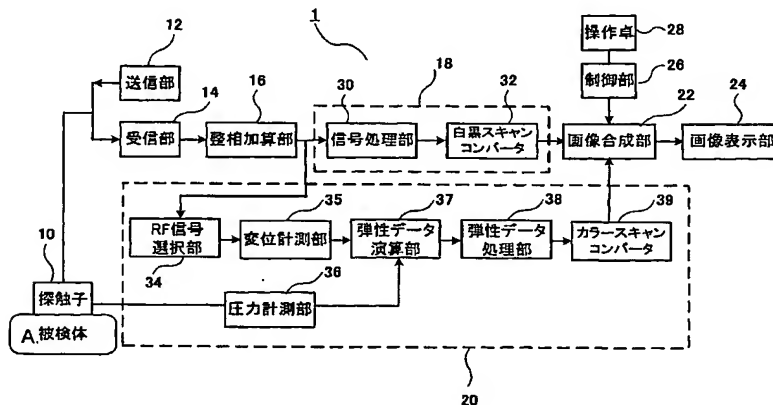 1
12
送信部
14
受信部
16
整相加算部
18
30
信号処理部
32
白黒スキャン
コンバータ
操作卓
28
制御部
26
22
画像合成部
24
画像表示部
RF信号
選択部
34
35
変位計測部
37
弾性データ
演算部
38
弾性データ
処理部
39
カラースキャン
コンバータ
36
圧力計測部
10
探触子
A.被検体
20